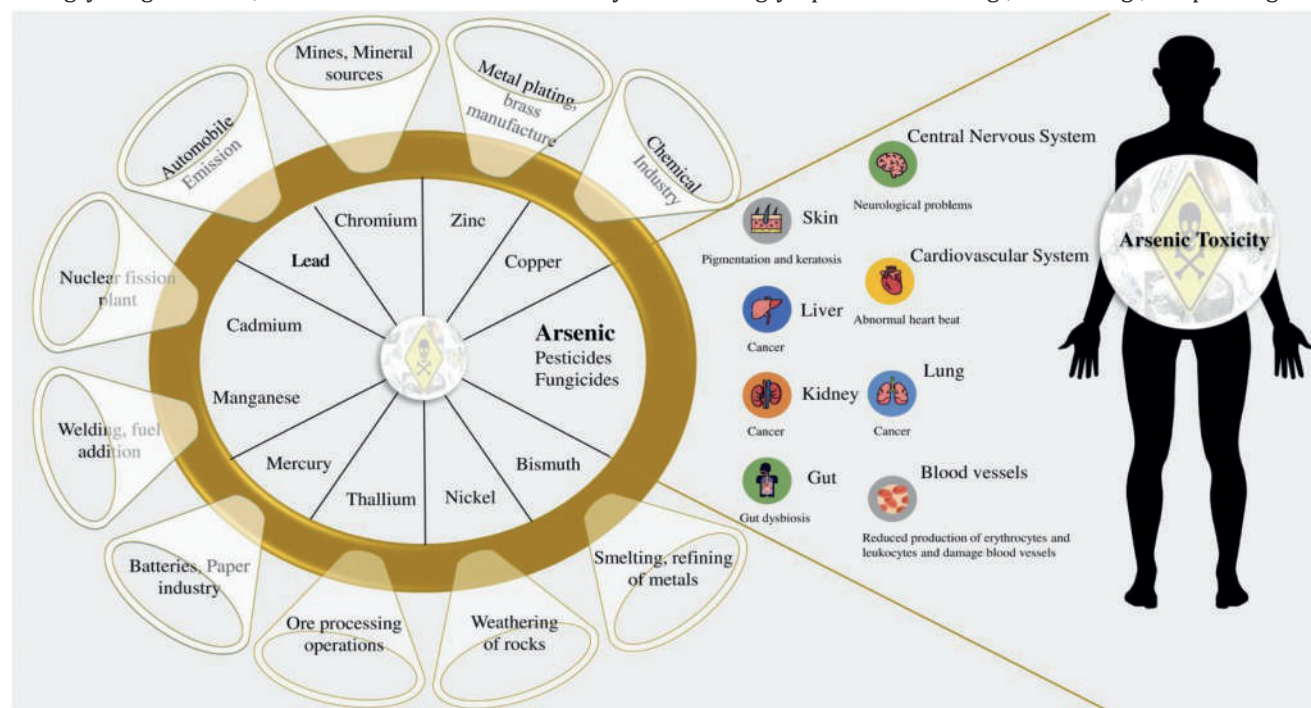 Mines, Mineral
sources
Metal plating,
brass
manufacture
Chemical
Industry
Automobile
Emission
Nuclear fission
plant
Welding, fuel
addition
Batteries, Paper
industry
Ore processing
operations
Weathering
of rocks
Smelting, refining
of metals
Chromium
Zinc
Lead
Copper
Cadmium
Arsenic
Pesticides
Fungicides
Manganese
Mercury
Bismuth
Thallium
Nickel
Central Nervous System
Neurological problems
Skin
Pigmentation and keratosis
Cardiovascular System
Abnormal heart beat
Liver
Cancer
Lung
Cancer
Kidney
Cancer
Gut
Gut dysbiosis
Blood vessels
Reduced production of erythrocytes and
leukocytes and damage blood vessels
Arsenic Toxicity